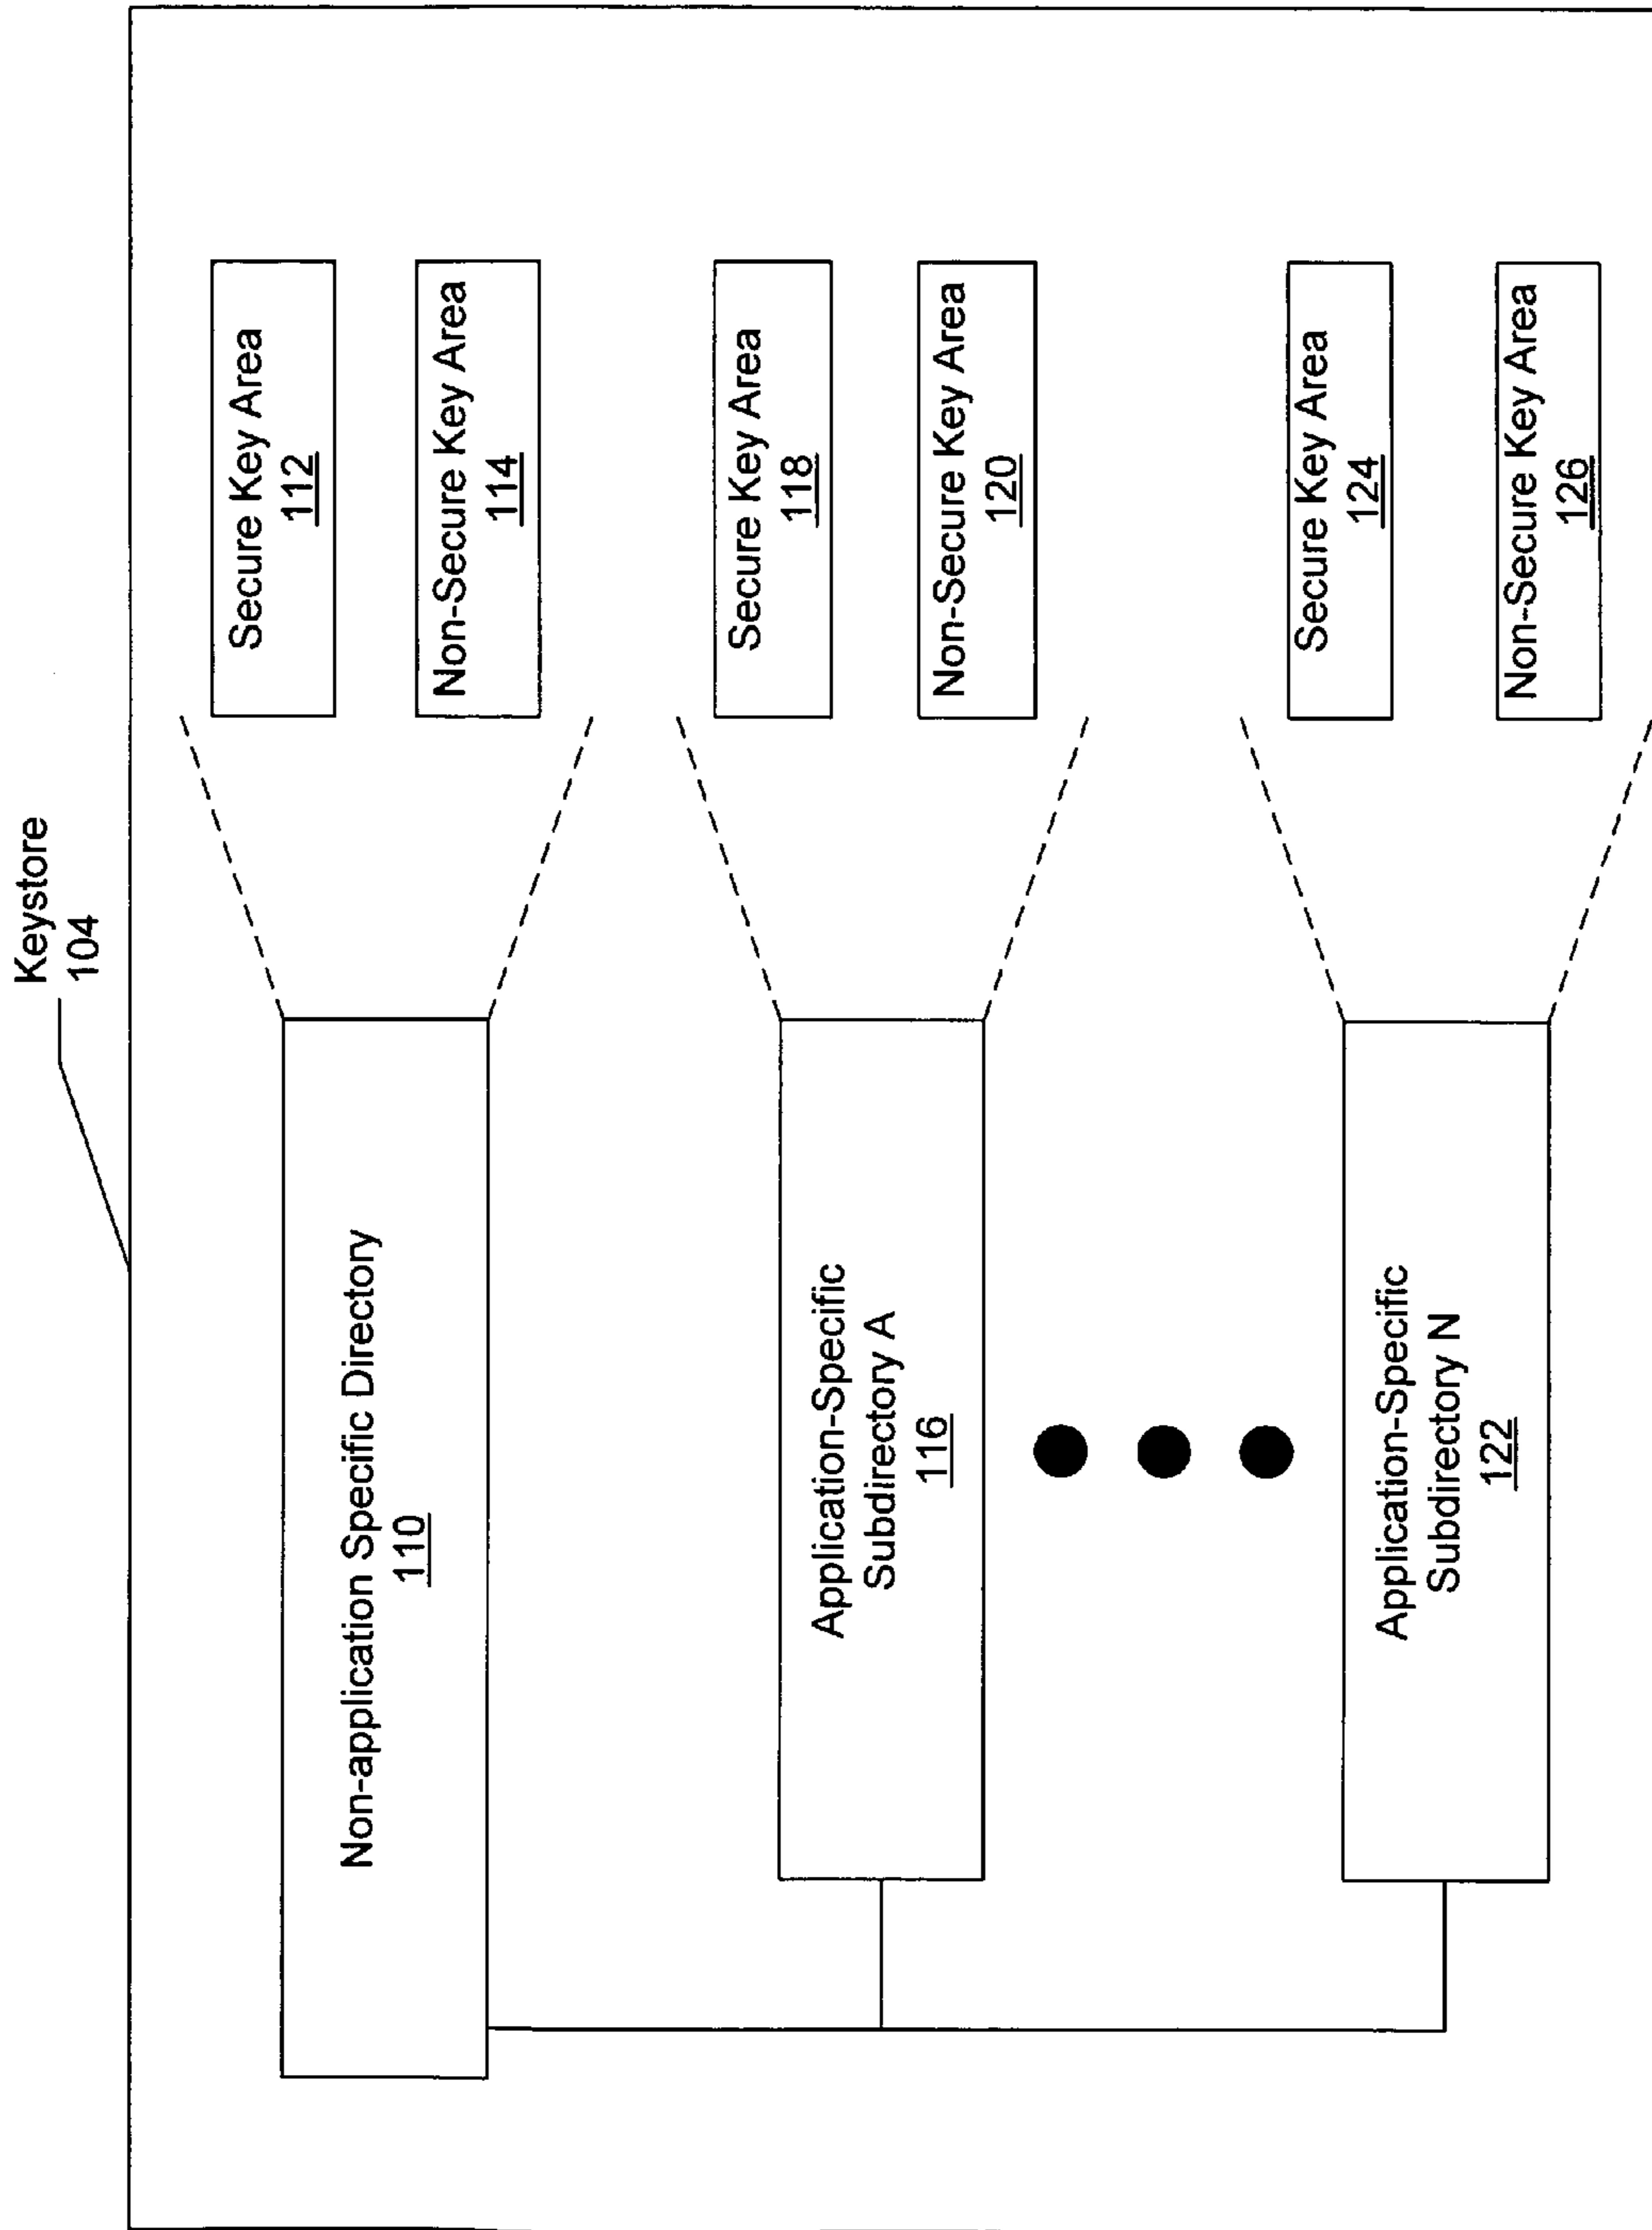 Keystore
104
Non-application Specific Directory
110
Secure Key Area
112
Non-Secure Key Area
114
Application-Specific
Subdirectory A
116
Secure Key Area
118
Non-Secure Key Area
120
Application-Specific
Subdirectory N
122
Secure Key Area
124
Non-Secure Key Area
126